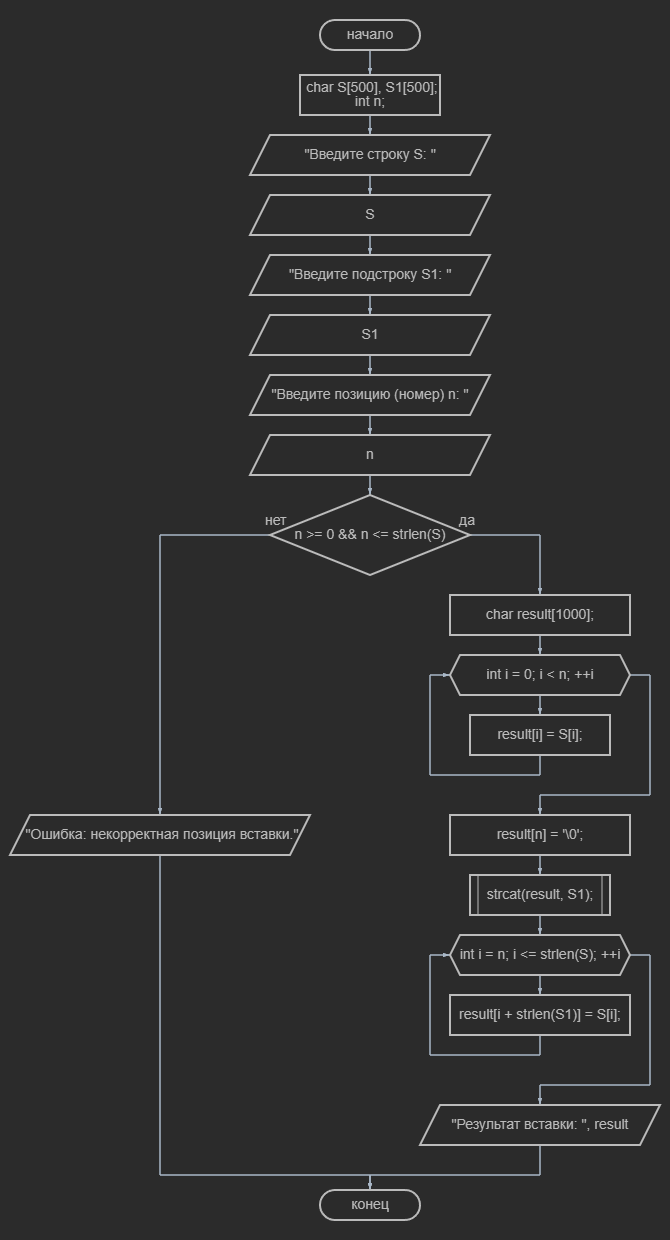 начало
char S[500], S1[500];
int n;
"Введите строку S: "
S
"Введите подстроку S1: "
S1
"Введите позицию (номер) n: "
n
нет
n >= 0 && n <= strlen(S)
да
char result[1000];
int i = 0; i < n; ++i
result[i] = S[i];
"Ошибка: некорректная позиция вставки."
result[n] = '\0';
strcat(result, S1);
int i = n; i <= strlen(S); ++i
result[i + strlen(S1)] = S[i];
"Результат вставки: ", result
конец